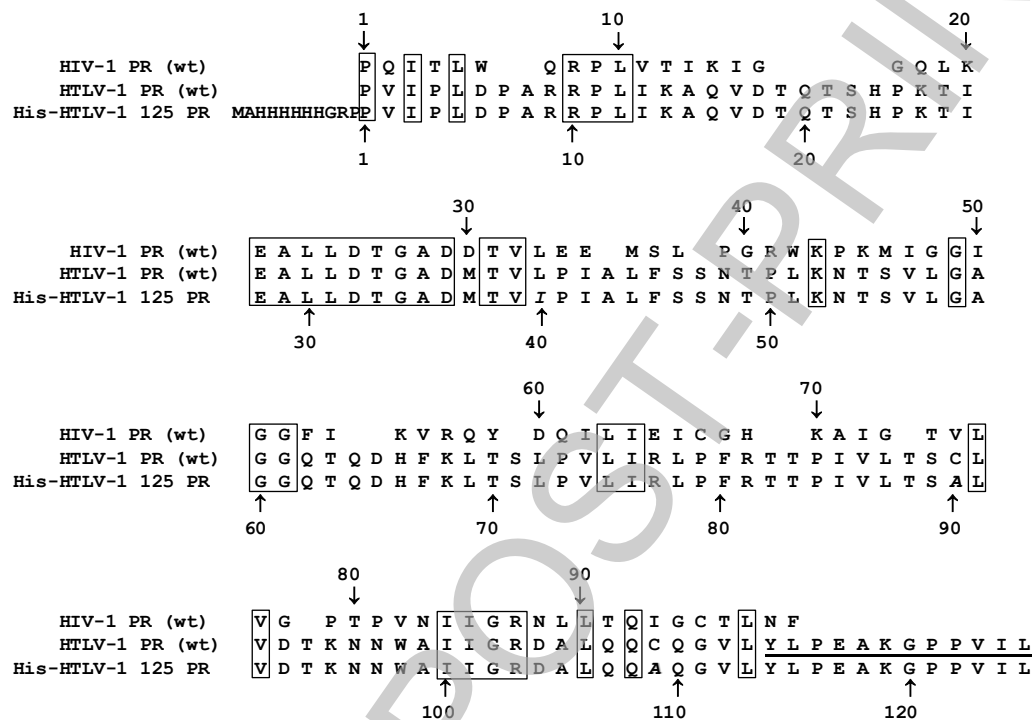 1 10 20
HIV-1 PR (wt) P Q I T L W Q R P L V T I K I G G Q L K
HTLV-1 PR (wt) P V I P L D P A R R P L I K A Q V D T Q T S H P K T I
His-HTLV-1 125 PR MAHHHHHHGRPP V I P L D P A R R P L I K A Q V D T Q T S H P K T I
1 10 20
30 40 50
HIV-1 PR (wt) E A L L D T G A D D T V L E E M S L P G R W K P K M I G G I
HTLV-1 PR (wt) E A L L D T G A D M T V L P I A L F S S N T P L K N T S V L G A
His-HTLV-1 125 PR E A L L D T G A D M T V I P I A L F S S N T P L K N T S V L G A
30 40 50
60 70
HIV-1 PR (wt) G G F I K V R Q Y D Q I L I E I C G H K A I G T V L
HTLV-1 PR (wt) G G Q T Q D H F K L T S L P V L I R L P F R T T P I V L T S C L
His-HTLV-1 125 PR G G Q T Q D H F K L T S L P V L I R L P F R T T P I V L T S A L
60 70 80 90
80 90
HIV-1 PR (wt) V G P T P V N I I G R N L L T Q I G C T L N F
HTLV-1 PR (wt) V D T K N N W A I I G R D A L Q Q C Q G V L Y L P E A K G P P V I L
His-HTLV-1 125 PR V D T K N N W A I I G R D A L Q Q A Q G V L Y L P E A K G P P V I L
100 110 120
POST-PRI